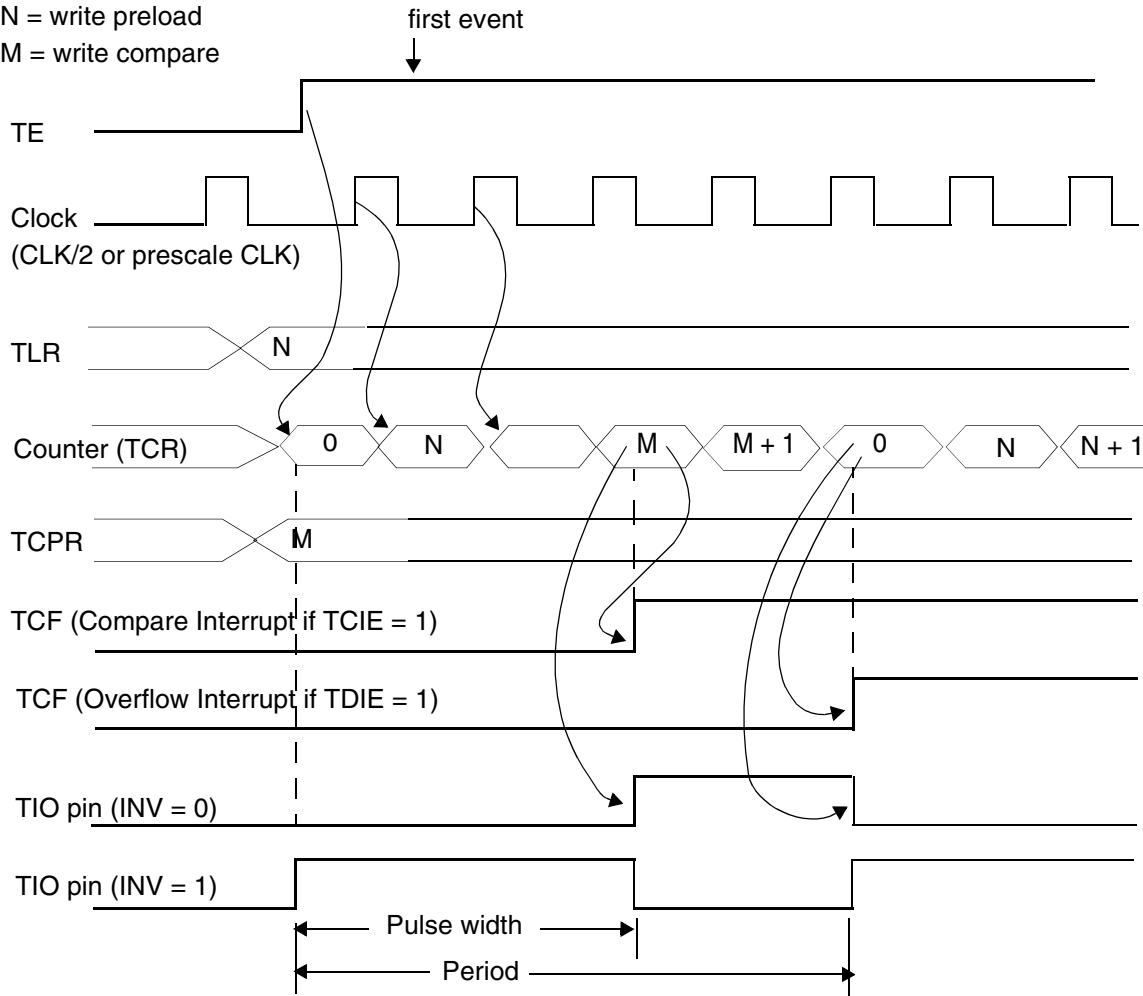 N = write preload
first event
M = write compare
TE
Clock
(CLK/2 or prescale CLK)
TLR
N
Counter (TCR)
0
N
M
M + 1
0
N
N + 1
TCPR
M
TCF (Compare Interrupt if TCIE = 1)
TCF (Overflow Interrupt if TDIE = 1)
TIO pin (INV = 0)
TIO pin (INV = 1)
Pulse width
Period